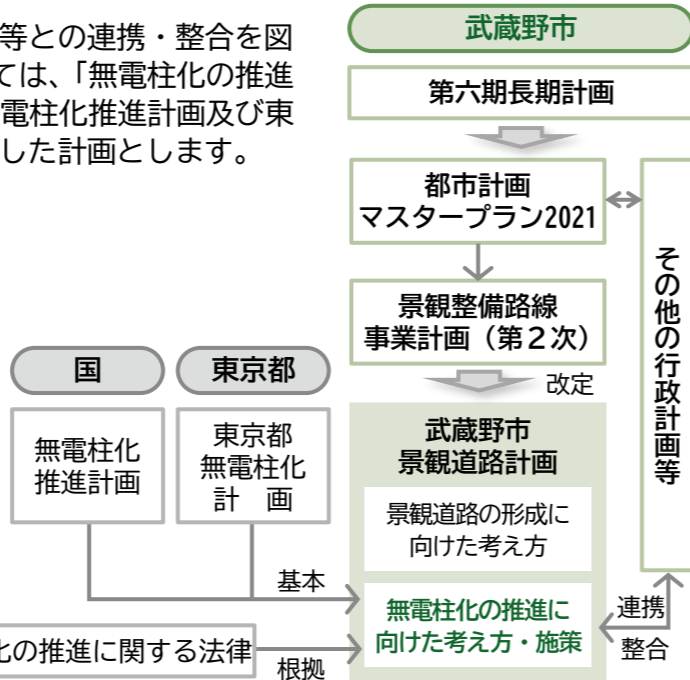 等との連携・整合を図
ては、「無電柱化の推進
電柱化推進計画及び東
した計画とします。
武蔵野市
第六期長期計画
都市計画
マスタープラン2021
景観整備路線
事業計画（第２次）
改定
その他の行政計画等
国
東京都
無電柱化
推進計画
東京都
無電柱化
計　画
武蔵野市
景観道路計画
景観道路の形成に
向けた考え方
基本
無電柱化の推進に
向けた考え方・施策
連携
整合
化の推進に関する法律
根拠